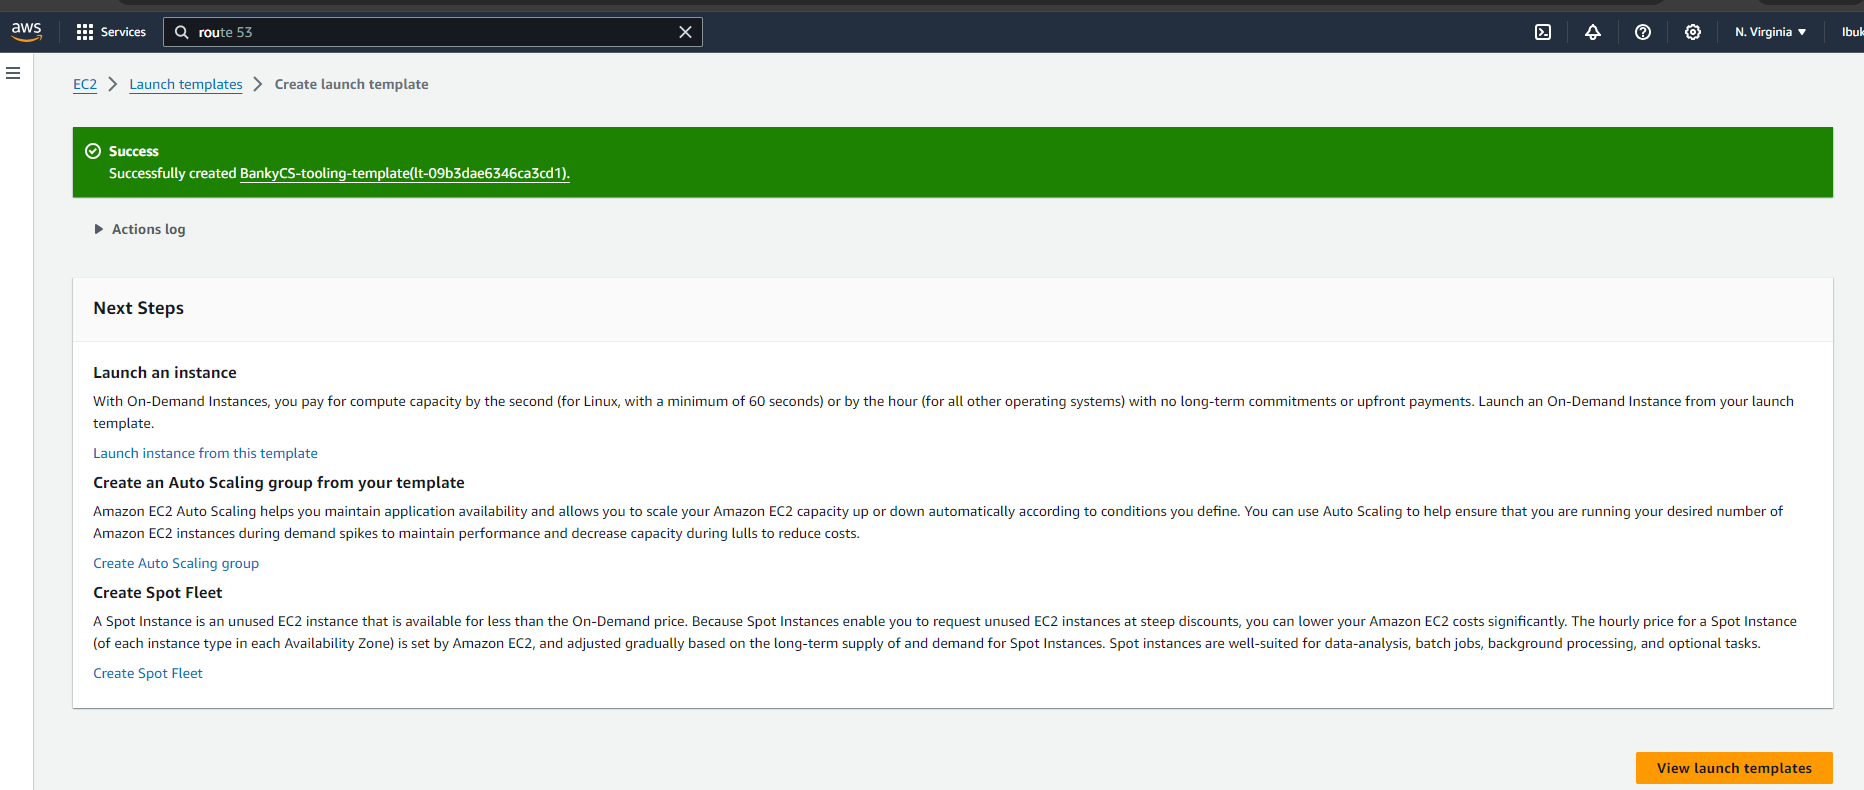 aws
Services
route 53
N. Virginia
Ibuk
EC2
Launch templates
Create launch template
Success
Successfully created BankyCS-tooling-template(lt-09b3dae6346ca3cd1).
Actions log
Next Steps
Launch an instance
With On-Demand Instances, you pay for compute capacity by the second (for Linux, with a minimum of 60 seconds) or by the hour (for all other operating systems) with no long-term commitments or upfront payments. Launch an On-Demand Instance from your launch
template.
Launch instance from this template
Create an Auto Scaling group from your template
Amazon EC2 Auto Scaling helps you maintain application availability and allows you to scale your Amazon EC2 capacity up or down automatically according to conditions you define. You can use Auto Scaling to help ensure that you are running your desired number of
Amazon EC2 instances during demand spikes to maintain performance and decrease capacity during lulls to reduce costs.
Create Auto Scaling group
Create Spot Fleet
A Spot Instance is an unused EC2 instance that is available for less than the On-Demand price. Because Spot Instances enable you to request unused EC2 instances at steep discounts, you can lower your Amazon EC2 costs significantly. The hourly price for a Spot Instance
(of each instance type in each Availability Zone) is set by Amazon EC2, and adjusted gradually based on the long-term supply of and demand for Spot Instances. Spot instances are well-suited for data-analysis, batch jobs, background processing, and optional tasks.
Create Spot Fleet
View launch templates